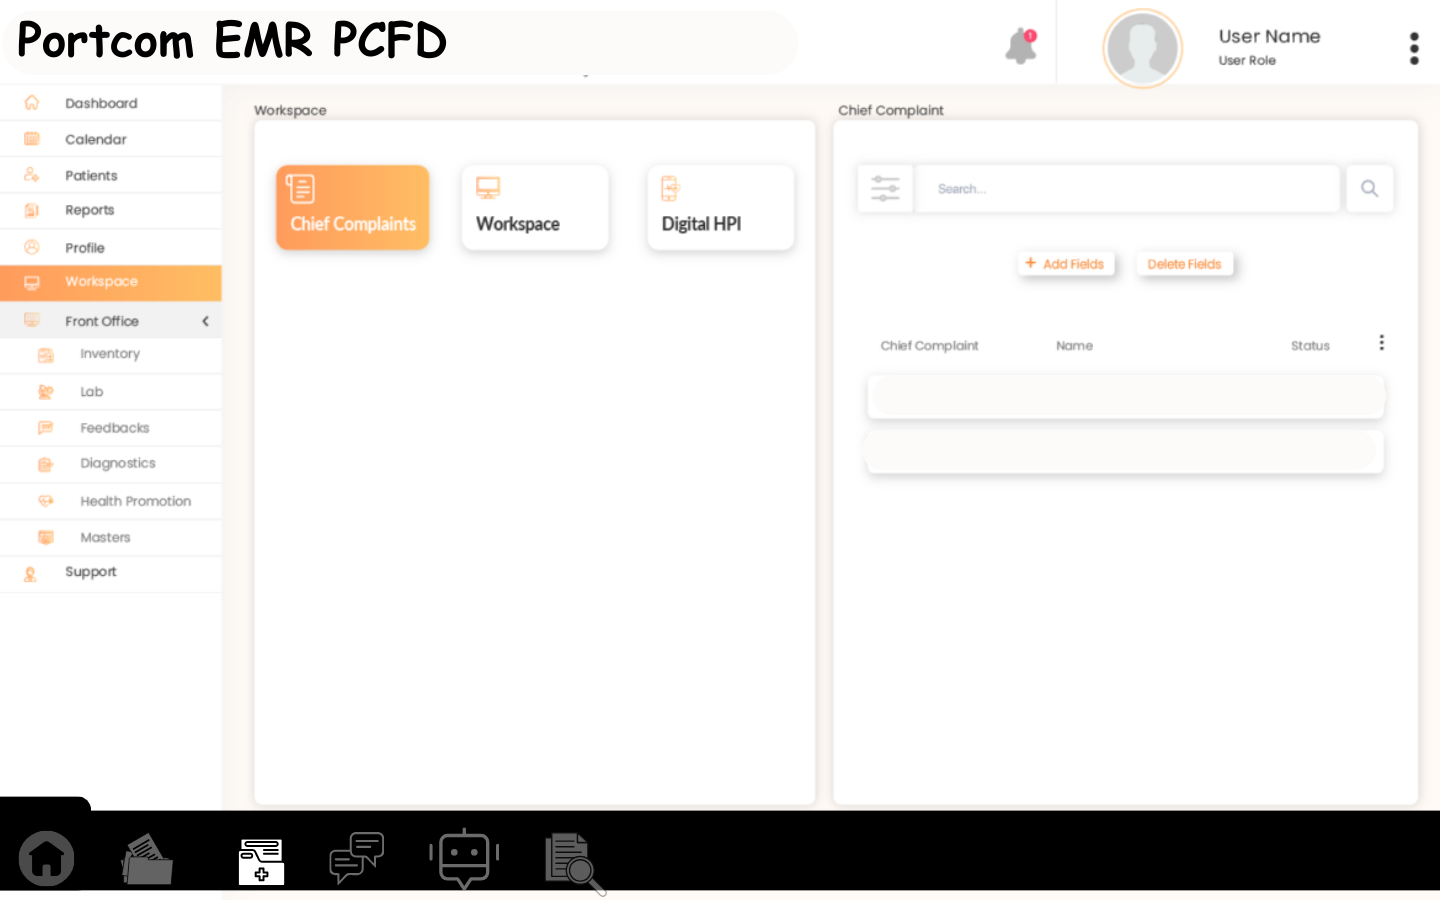 Portcom EMR PCFD
1
User Name
User Role
Dashboard
Calendar
Patients
Reports
Profile
Workspace
Front Office
Inventory
Lab
Feedbacks
Diagnostics
Health Promotion
Masters
Support
Workspace
Chief Complaints
Workspace
Digital HPI
Chief Complaint
Search...
+ Add Fields
Delete Fields
Chief Complaint Name Status